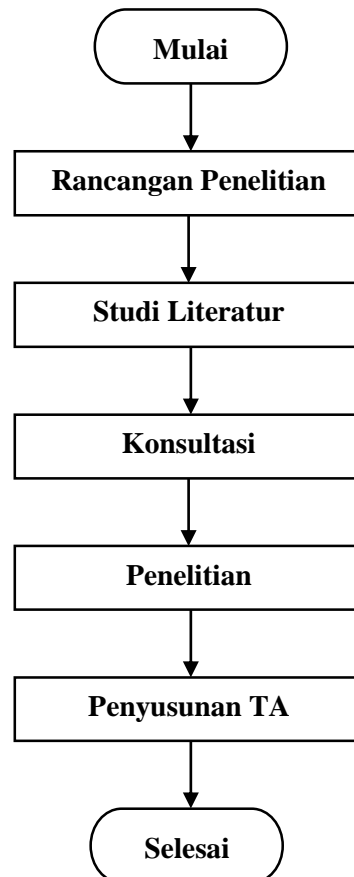 Mulai
Rancangan Penelitian
Studi Literatur
Konsultasi
Penelitian
Penyusunan TA
Selesai